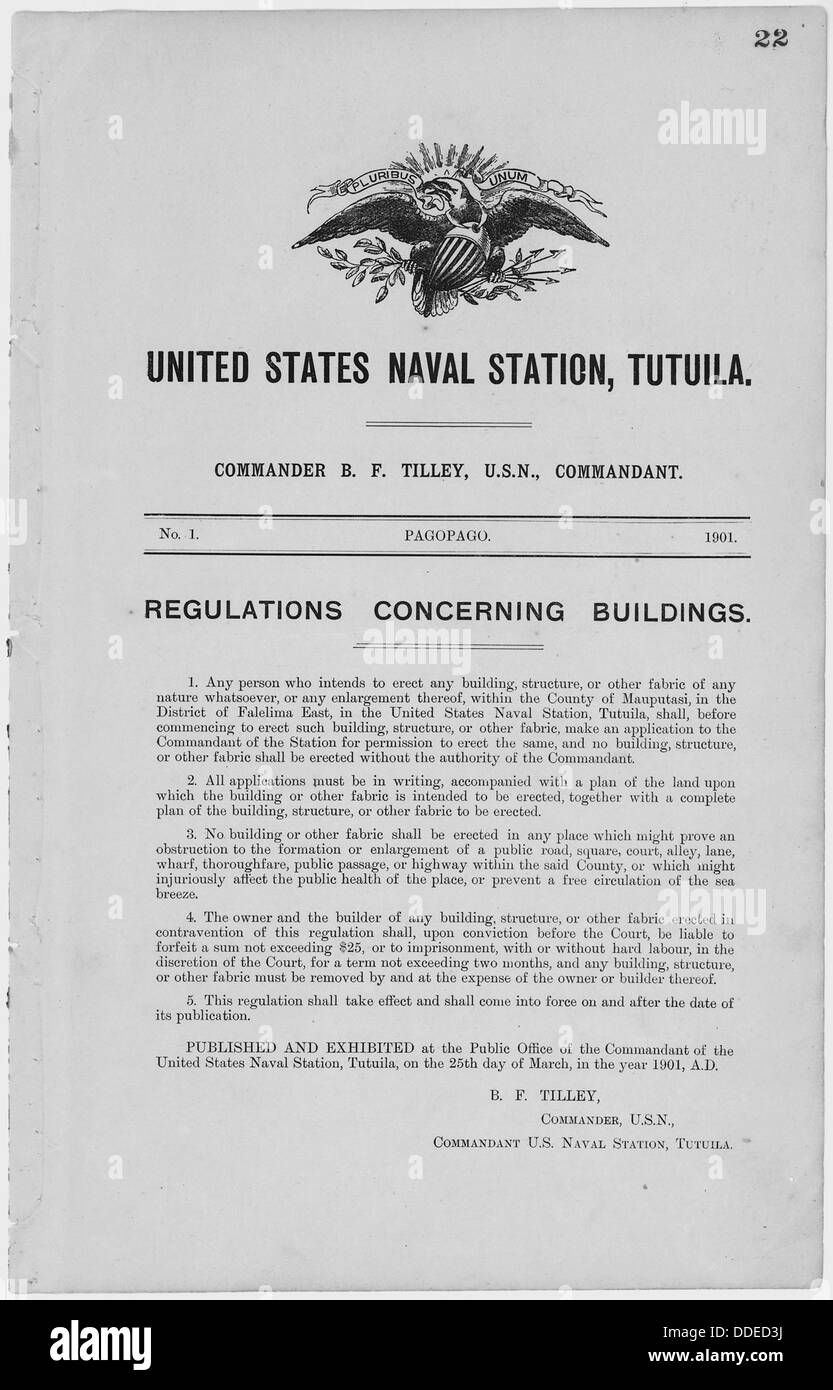 22
E PLURIBUS UNUM
UNITED STATES NAVAL STATION, TUTUILA.
COMMANDER B. F. TILLEY, U.S.N., COMMANDANT.
No. 1. PAGOPAGO. 1901.
REGULATIONS CONCERNING BUILDINGS.
1. Any person who intends to erect any building, structure, or other fabric of any
nature whatsoever, or any enlargement thereof, within the County of Mauputasi, in the
District of Falelima East, in the United States Naval Station, Tutuila, shall, before
commencing to erect such building, structure, or other fabric, make an application to the
Commandant of the Station for permission to erect the same, and no building, structure,
or other fabric shall be erected without the authority of the Commandant.
2. All applications must be in writing, accompanied with a plan of the land upon
which the building or other fabric is intended to be erected, together with a complete
plan of the building, structure, or other fabric to be erected.
3. No building or other fabric shall be erected in any place which might prove an
obstruction to the formation or enlargement of a public road, square, court, alley, lane,
wharf, thoroughfare, public passage, or highway within the said County, or which might
injuriously affect the public health of the place, or prevent a free circulation of the sea
breeze.
4. The owner and the builder of any building, structure, or other fabric erected in
contravention of this regulation shall, upon conviction before the Court, be liable to
forfeit a sum not exceeding $25, or to imprisonment, with or without hard labour, in the
discretion of the Court, for a term not exceeding two months, and any building, structure,
or other fabric must be removed by and at the expense of the owner or builder thereof.
5. This regulation shall take effect and shall come into force on and after the date of
its publication.
PUBLISHED AND EXHIBITED at the Public Office of the Commandant of the
United States Naval Station, Tutuila, on the 25th day of March, in the year 1901, A.D.
B. F. TILLEY,
COMMANDER, U.S.N.,
COMMANDANT U.S. NAVAL STATION, TUTUILA.
alamy
a
alamy stock photo
DDED3J
www.alamy.com